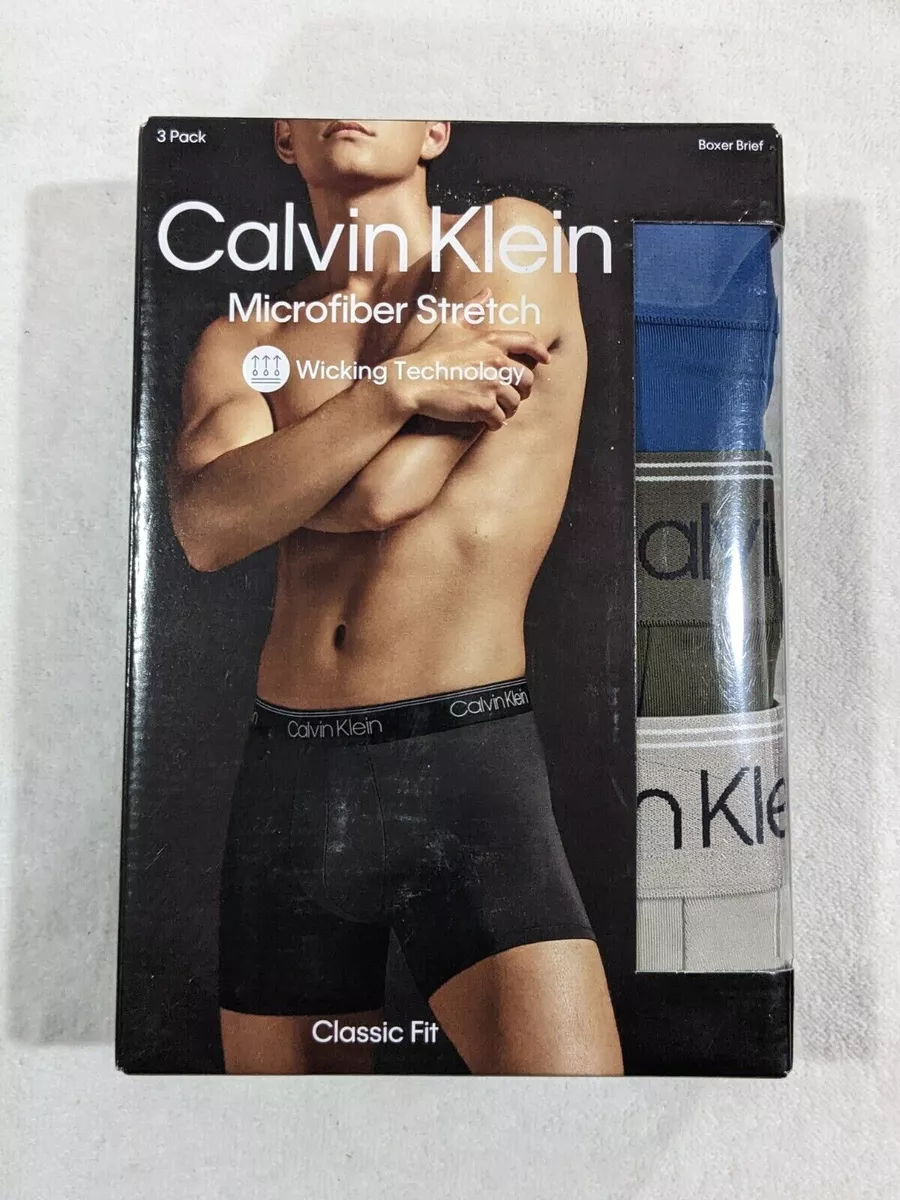 3 Pack
Boxer Brief
Calvin Klein
Microfiber Stretch
Wicking Technology
alvi
Calvin Klein
Calvin Klein
n Kle
Classic Fit